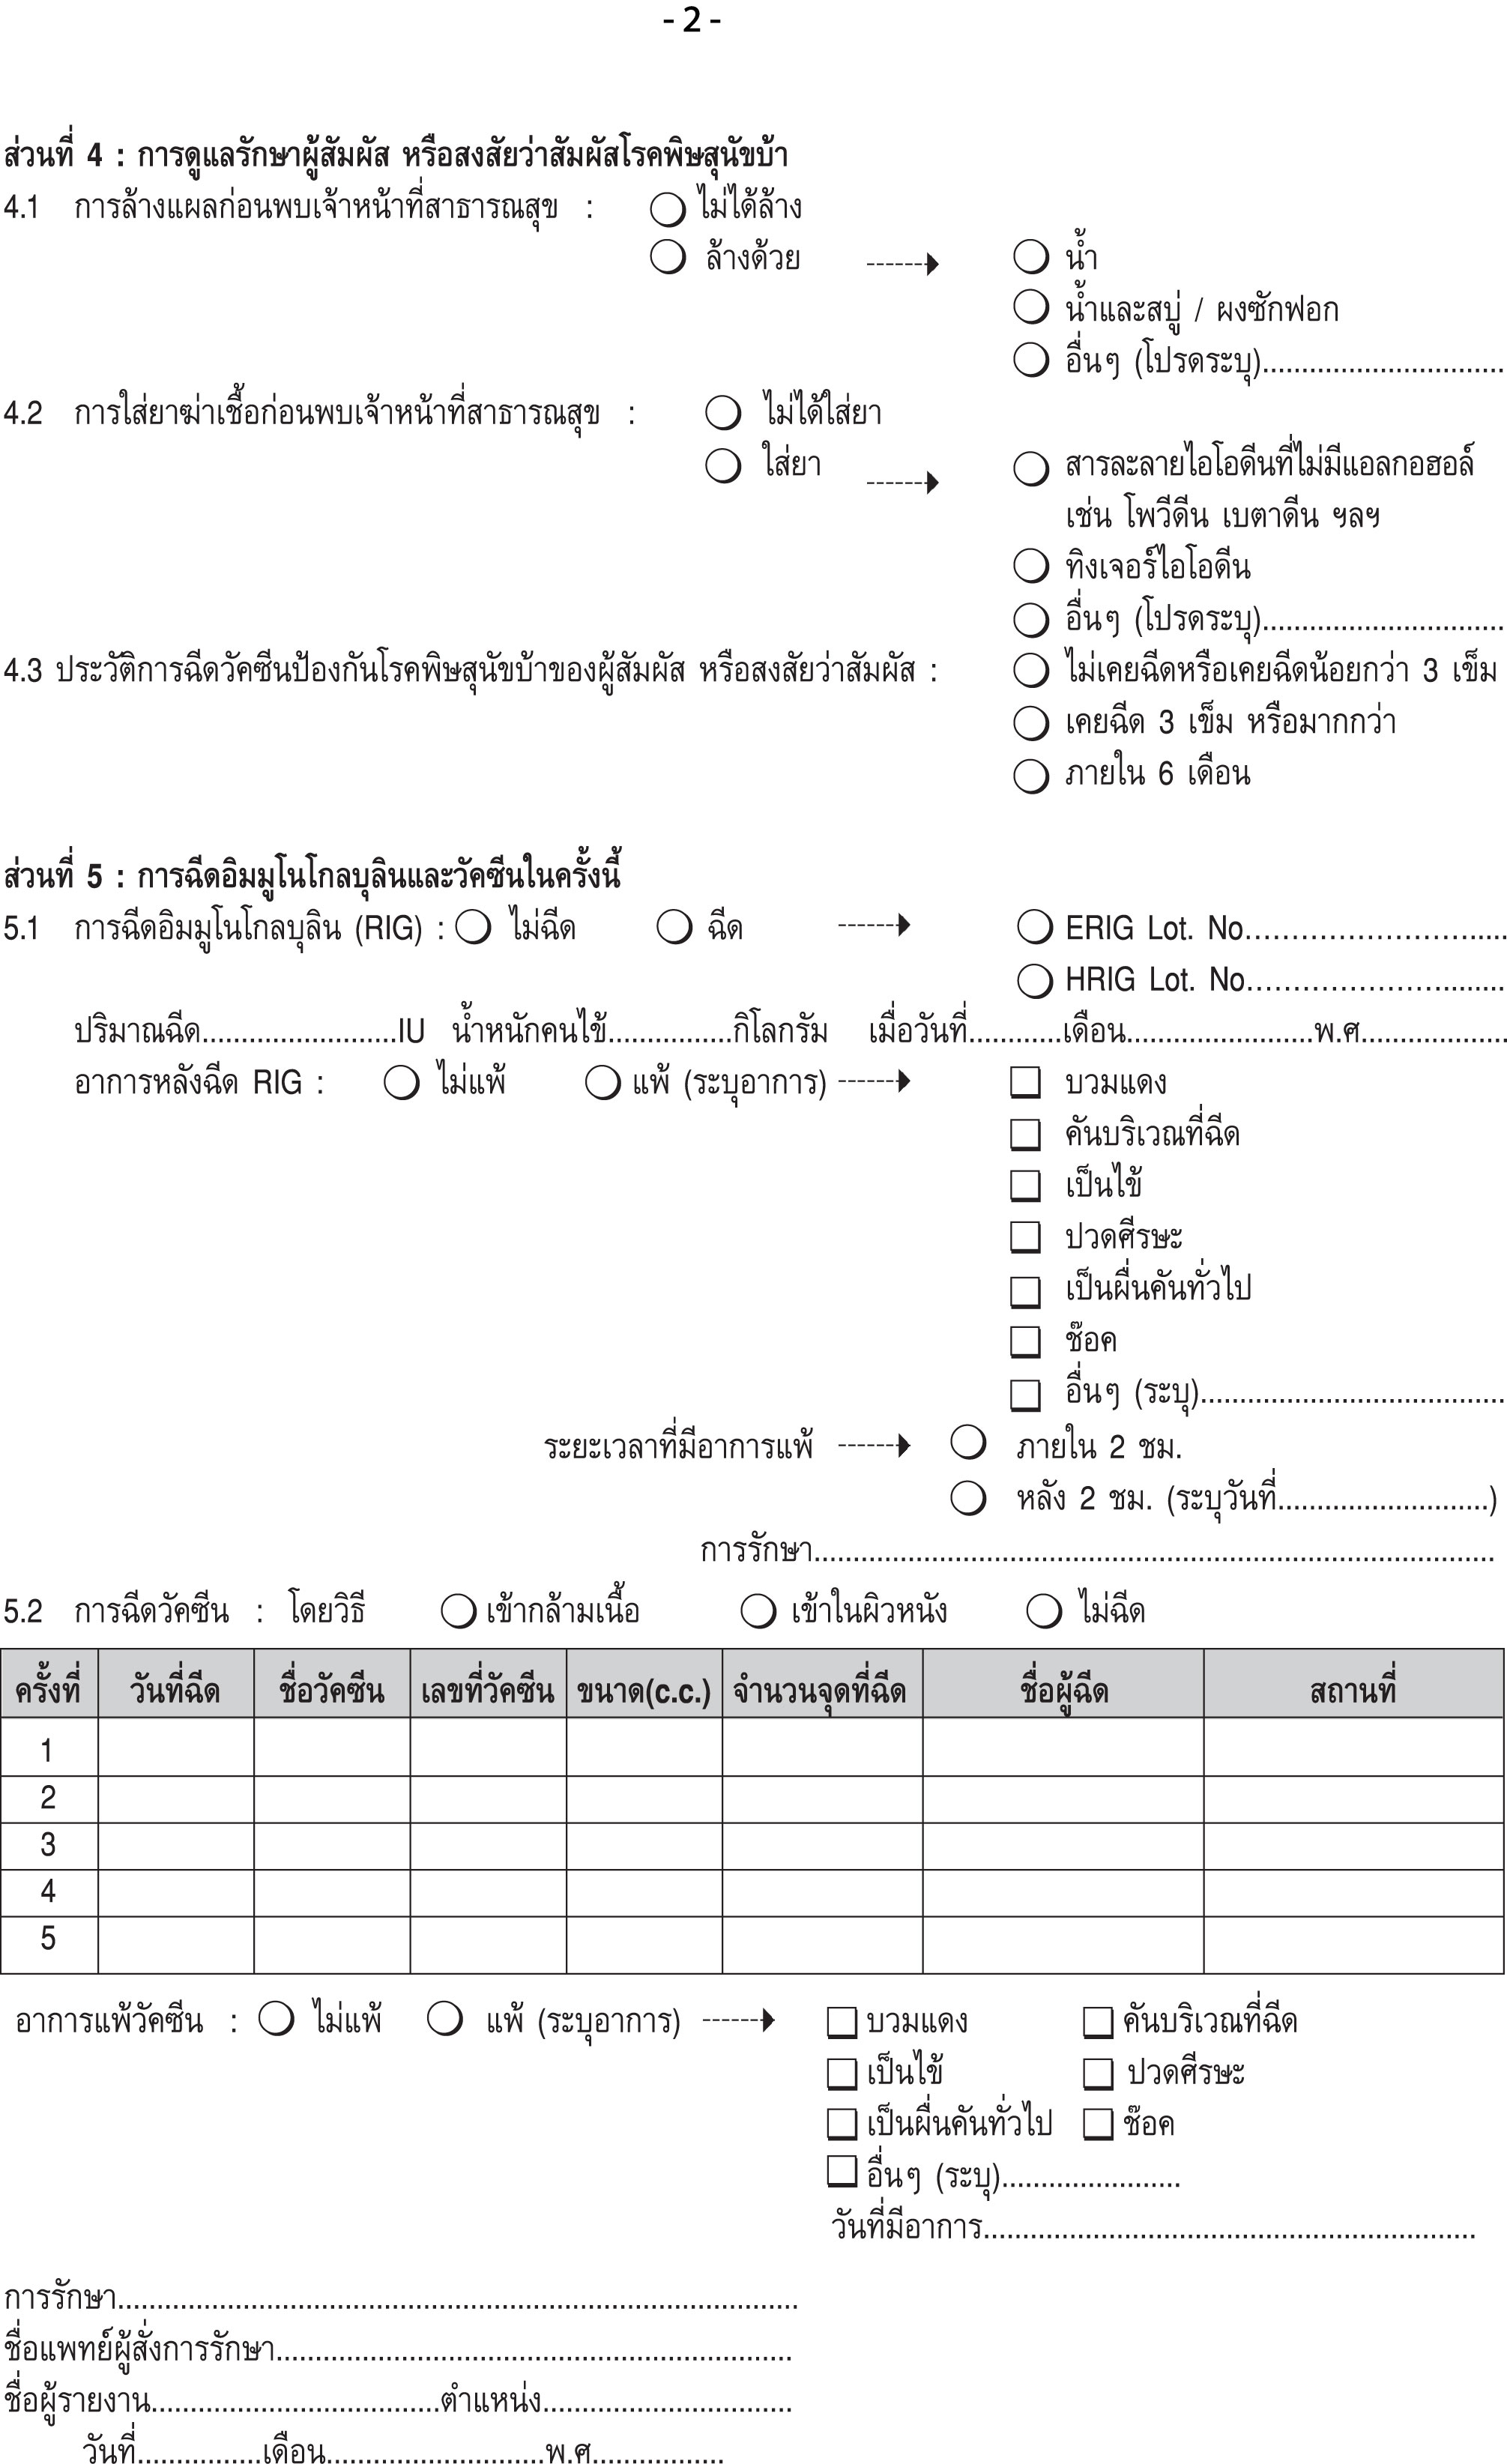 - 2 -
ส่วนที่ 4 : การดูแลรักษาผู้สัมผัส หรือสงสัยว่าสัมผัสโรคพิษสุนัขบ้า
4.1 การล้างแผลก่อนพบเจ้าหน้าที่สาธารณสุข : ไม่ได้ล้าง
ล้างด้วย น้ำ
น้ำและสบู่ / ผงซักฟอก
อื่นๆ (โปรดระบุ)...............................
4.2 การใส่ยาฆ่าเชื้อก่อนพบเจ้าหน้าที่สาธารณสุข : ไม่ได้ใส่ยา
ใส่ยา สารละลายไอโอดีนที่ไม่มีแอลกอฮอล์
เช่น โพวีดีน เบตาดีน ฯลฯ
ทิงเจอร์ไอโอดีน
อื่นๆ (โปรดระบุ)...............................
4.3 ประวัติการฉีดวัคซีนป้องกันโรคพิษสุนัขบ้าของผู้สัมผัส หรือสงสัยว่าสัมผัส : ไม่เคยฉีดหรือเคยฉีดน้อยกว่า 3 เข็ม
เคยฉีด 3 เข็ม หรือมากกว่า
ภายใน 6 เดือน
ส่วนที่ 5 : การฉีดอิมมูโนโกลบุลินและวัคซีนในครั้งนี้
5.1 การฉีดอิมมูโนโกลบุลิน (RIG) : ไม่ฉีด ฉีด ERIG Lot. No.............................
HRIG Lot. No.............................
ปริมาณฉีด.........................IU น้ำหนักคนไข้................กิโลกรัม เมื่อวันที่............เดือน........................พ.ศ...................
อาการหลังฉีด RIG : ไม่แพ้ แพ้ (ระบุอาการ) บวมแดง
คันบริเวณที่ฉีด
เป็นไข้
ปวดศีรษะ
เป็นผื่นคันทั่วไป
ช๊อค
อื่นๆ (ระบุ).......................................
ระยะเวลาที่มีอาการแพ้ ภายใน 2 ชม.
หลัง 2 ชม. (ระบุวันที่...........................)
การรักษา.......................................................................................
5.2 การฉีดวัคซีน : โดยวิธี เข้ากล้ามเนื้อ เข้าในผิวหนัง ไม่ฉีด
ครั้งที่ วันที่ฉีด ชื่อวัคซีน เลขที่วัคซีน ขนาด(c.c.) จำนวนจุดที่ฉีด ชื่อผู้ฉีด สถานที่
1
2
3
4
5
อาการแพ้วัคซีน : ไม่แพ้ แพ้ (ระบุอาการ) บวมแดง คันบริเวณที่ฉีด
เป็นไข้ ปวดศีรษะ
เป็นผื่นคันทั่วไป ช๊อค
อื่นๆ (ระบุ).......................
วันที่มีอาการ...............................................................
การรักษา.......................................................................................
ชื่อแพทย์ผู้สั่งการรักษา..................................................................
ชื่อผู้รายงาน.....................................ตำแหน่ง................................
วันที่................เดือน............................พ.ศ.................